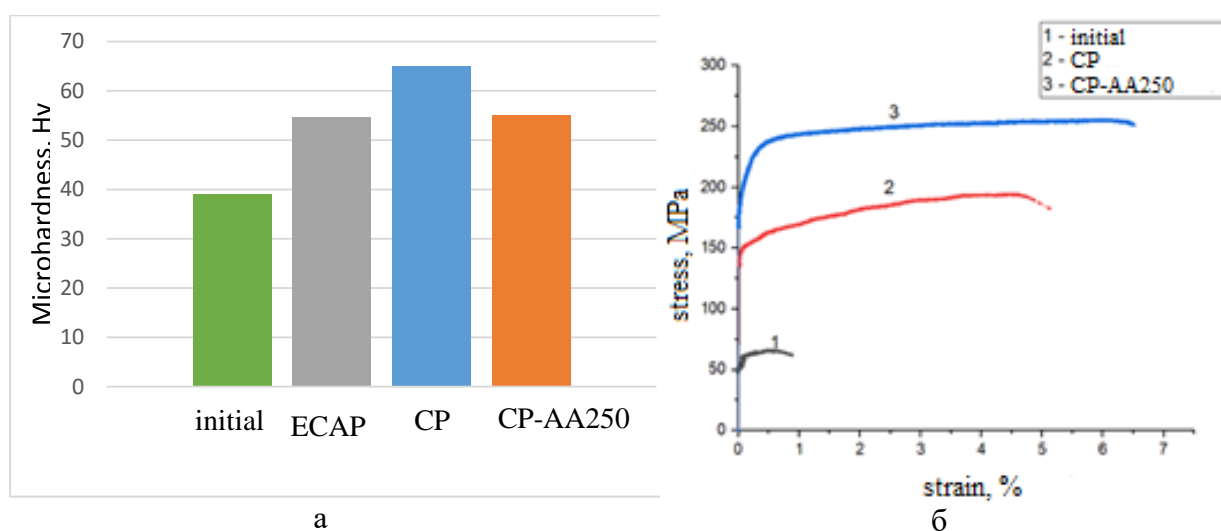 70
60
50
40
30
20
10
0
Microhardness. Hv
initial
ECAP
CP
CP-AA250
а
1 - initial
2 - CP
3 - CP-AA250
300
250
200
150
100
50
0
stress, MPa
3
2
1
0 1 2 3 4 5 6 7
strain, %
б